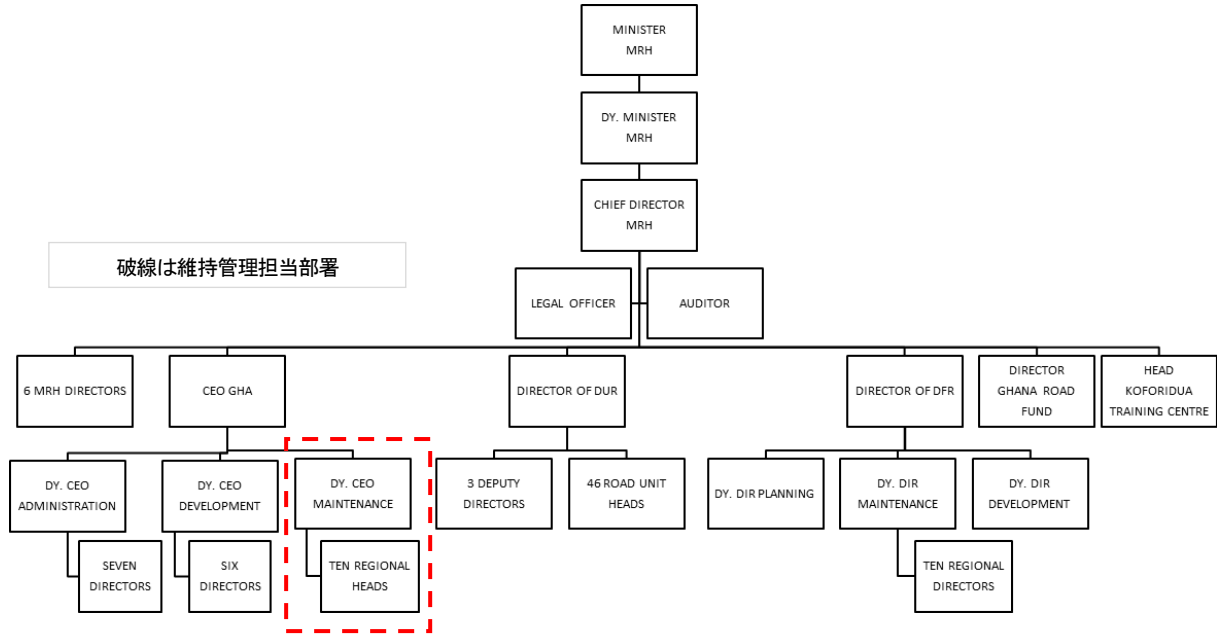 MINISTER
MRH
DY. MINISTER
MRH
CHIEF DIRECTOR
MRH
破線は維持管理担当部署
LEGAL OFFICER
AUDITOR
6 MRH DIRECTORS
CEO GHA
DIRECTOR OF DUR
DIRECTOR OF DFR
DIRECTOR
GHANA ROAD
FUND
HEAD
KOFORIDUA
TRAINING CENTRE
DY. CEO
ADMINISTRATION
DY. CEO
DEVELOPMENT
DY. CEO
MAINTENANCE
3 DEPUTY
DIRECTORS
46 ROAD UNIT
HEADS
DY. DIR PLANNING
DY. DIR
MAINTENANCE
DY. DIR
DEVELOPMENT
SEVEN
DIRECTORS
SIX
DIRECTORS
TEN REGIONAL
HEADS
TEN REGIONAL
DIRECTORS